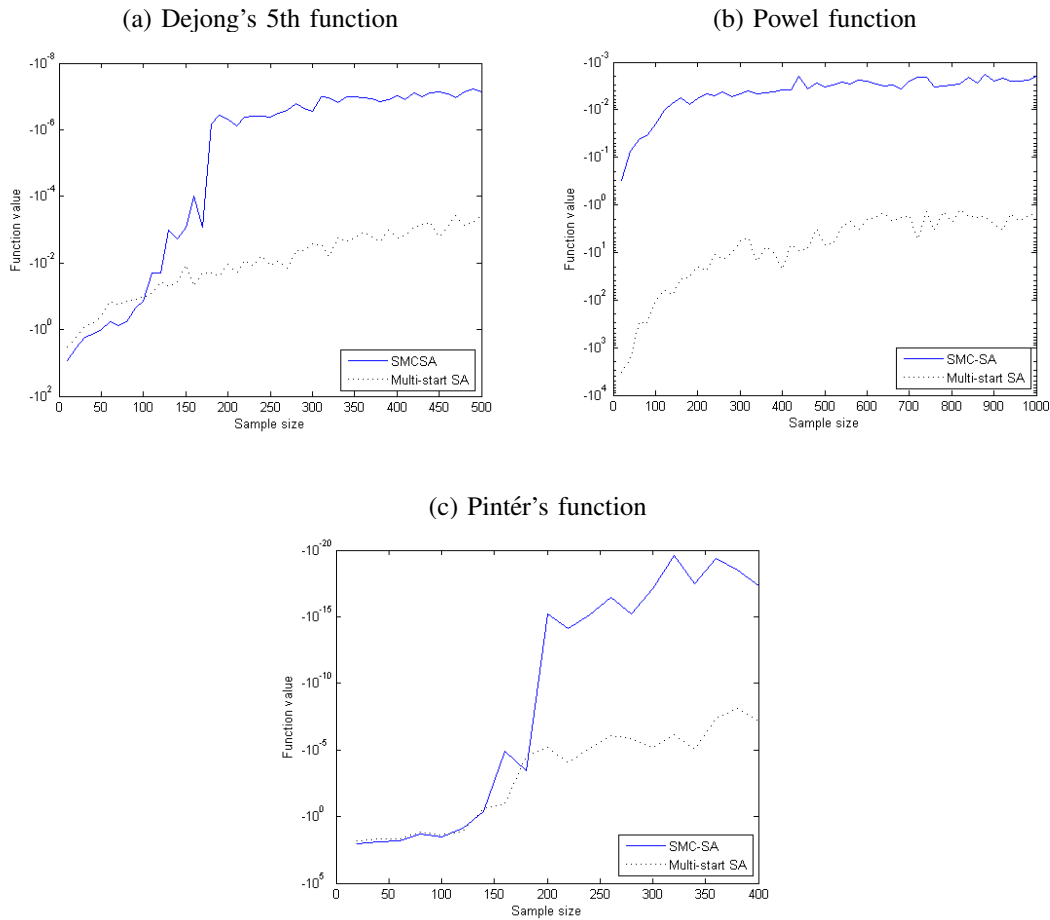 (a) Dejong's 5th function
-10^-8
-10^-6
-10^-4
-10^-2
-10^0
-10^2
Function value
0 50 100 150 200 250 300 350 400 450 500
Sample size
SMCSA
Multi-start SA
(b) Powel function
-10^-3
-10^-2
-10^-1
-10^0
-10^1
-10^2
-10^3
-10^4
Function value
0 100 200 300 400 500 600 700 800 900 1000
Sample size
SMC-SA
Multi-start SA
(c) Pintér's function
-10^-20
-10^-15
-10^-10
-10^-5
-10^0
-10^5
Function value
0 50 100 150 200 250 300 350 400
Sample size
SMC-SA
Multi-start SA